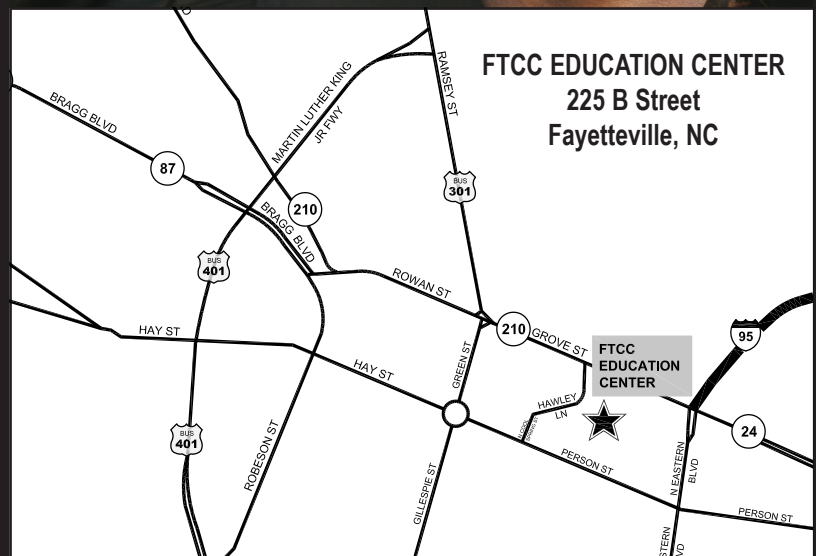 FTCC EDUCATION CENTER
225 B Street
Fayetteville, NC
BRAGG BLVD
87
MARTIN LUTHER KING
JR FWY
RAMSEY ST
BUS
301
210
BRAGG BLVD
BUS
401
ROWAN ST
210
GROVE ST
95
HAY ST
HAY ST
GREEN ST
FTCC
EDUCATION
CENTER
HAWLEY
LN
24
BUS
401
ROBESON ST
GILLESPIE ST
PERSON ST
N EASTERN
BLVD
PERSON ST